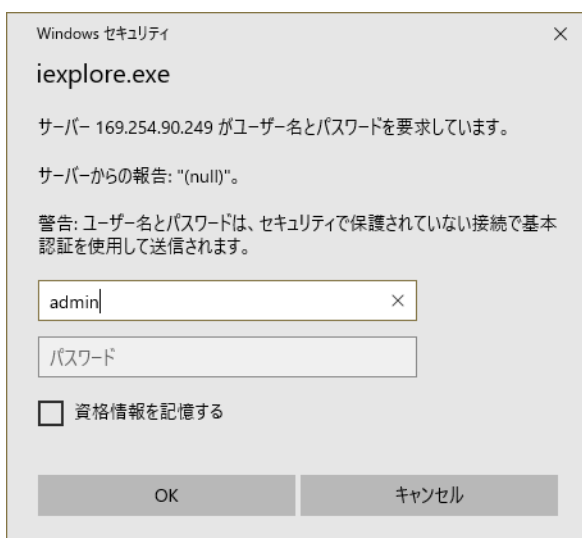 Windows セキュリティ
iexplore.exe
サーバー 169.254.90.249 がユーザー名とパスワードを要求しています。
サーバーからの報告: "(null)"。
警告: ユーザー名とパスワードは、セキュリティで保護されていない接続で基本
認証を使用して送信されます。
admin
パスワード
資格情報を記憶する
OK キャンセル